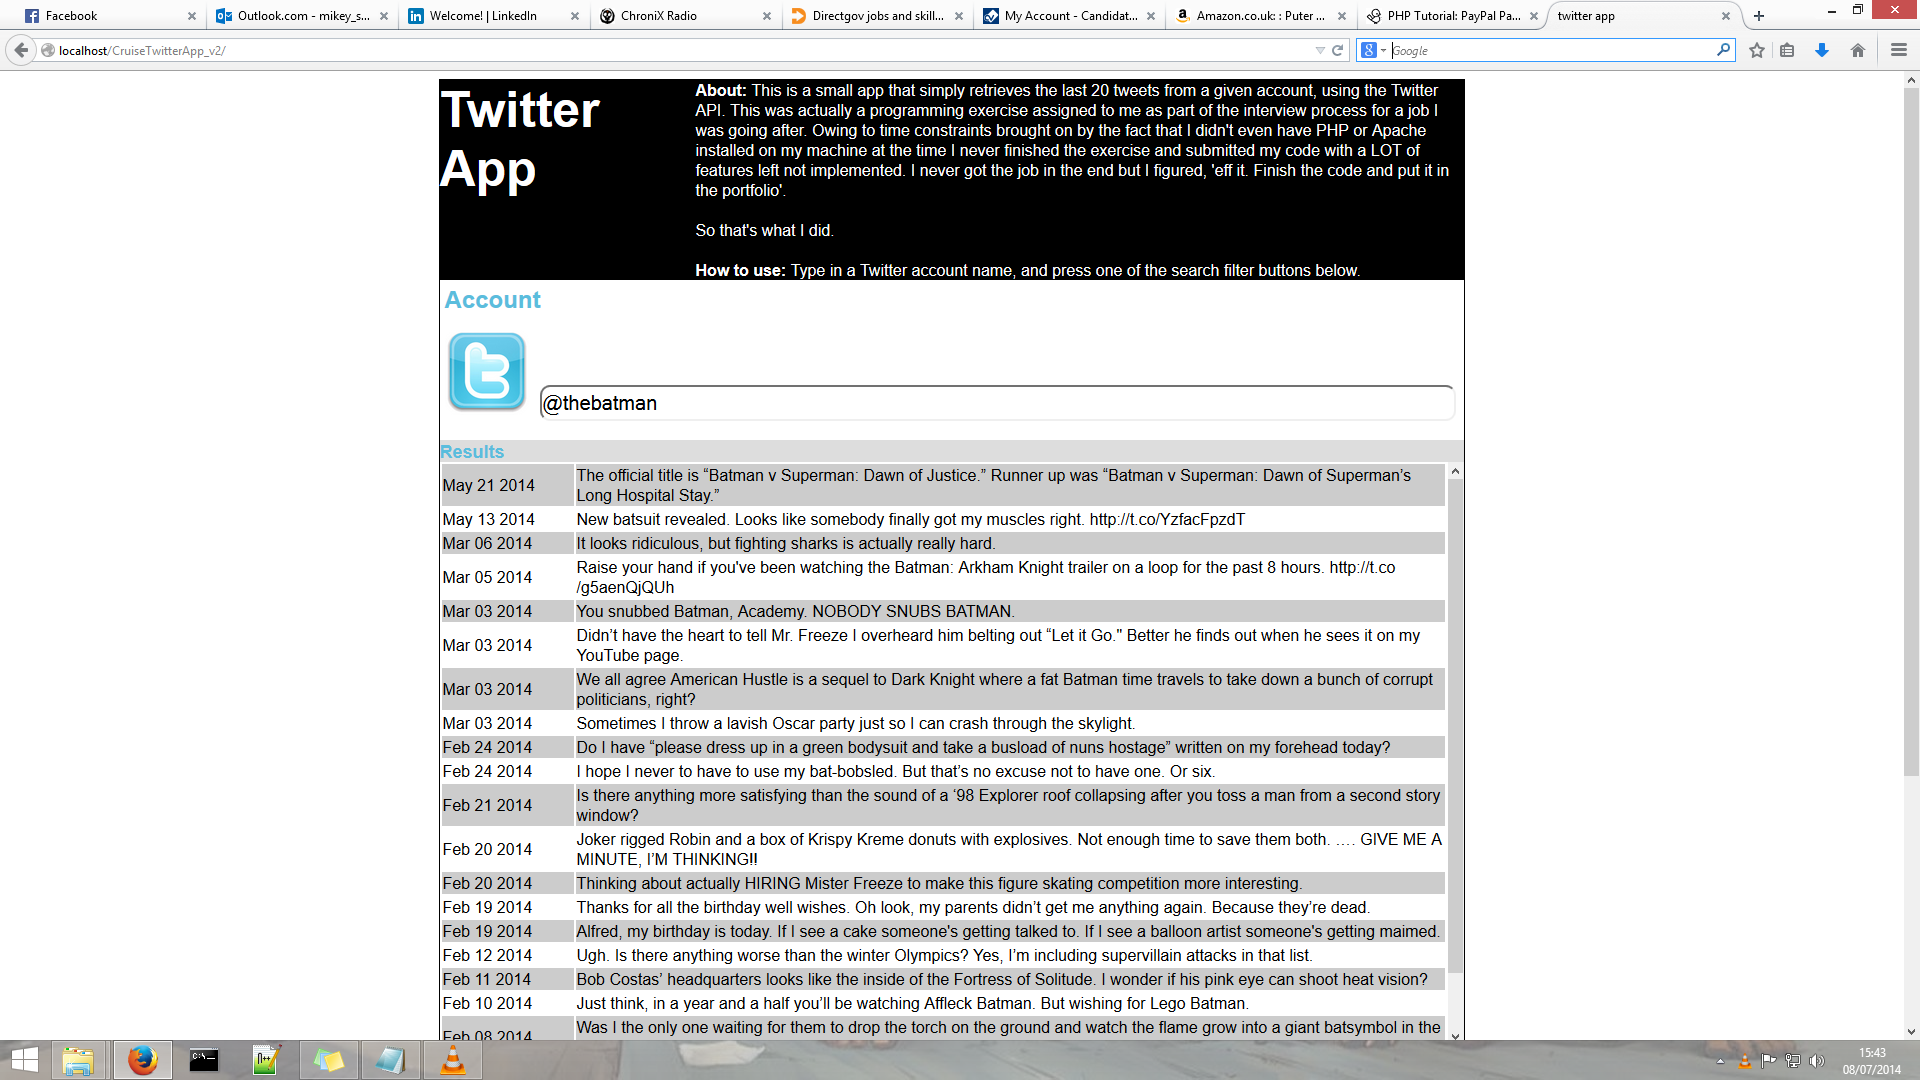 Facebook
Outlook.com - mikey_s...
Welcome! | LinkedIn
ChroniX Radio
Directgov jobs and skill...
My Account - Candidat...
Amazon.co.uk: : Puter ...
PHP Tutorial: PayPal Pa...
twitter app
localhost/CruiseTwitterApp_v2/
Google
Twitter
App
About: This is a small app that simply retrieves the last 20 tweets from a given account, using the Twitter
API. This was actually a programming exercise assigned to me as part of the interview process for a job I
was going after. Owing to time constraints brought on by the fact that I didn't even have PHP or Apache
installed on my machine at the time I never finished the exercise and submitted my code with a LOT of
features left not implemented. I never got the job in the end but I figured, 'eff it. Finish the code and put it in
the portfolio'.
So that's what I did.
How to use: Type in a Twitter account name, and press one of the search filter buttons below.
Account
@thebatman
Results
May 21 2014
The official title is “Batman v Superman: Dawn of Justice.” Runner up was “Batman v Superman: Dawn of Superman’s
Long Hospital Stay.”
May 13 2014
New batsuit revealed. Looks like somebody finally got my muscles right. http://t.co/YzfacFpzdT
Mar 06 2014
It looks ridiculous, but fighting sharks is actually really hard.
Mar 05 2014
Raise your hand if you've been watching the Batman: Arkham Knight trailer on a loop for the past 8 hours. http://t.co
/g5aenQjQUh
Mar 03 2014
You snubbed Batman, Academy. NOBODY SNUBS BATMAN.
Mar 03 2014
Didn’t have the heart to tell Mr. Freeze I overheard him belting out “Let it Go." Better he finds out when he sees it on my
YouTube page.
Mar 03 2014
We all agree American Hustle is a sequel to Dark Knight where a fat Batman time travels to take down a bunch of corrupt
politicians, right?
Mar 03 2014
Sometimes I throw a lavish Oscar party just so I can crash through the skylight.
Feb 24 2014
Do I have “please dress up in a green bodysuit and take a busload of nuns hostage” written on my forehead today?
Feb 24 2014
I hope I never to have to use my bat-bobsled. But that’s no excuse not to have one. Or six.
Feb 21 2014
Is there anything more satisfying than the sound of a ‘98 Explorer roof collapsing after you toss a man from a second story
window?
Feb 20 2014
Joker rigged Robin and a box of Krispy Kreme donuts with explosives. Not enough time to save them both. …. GIVE ME A
MINUTE, I’M THINKING!!
Feb 20 2014
Thinking about actually HIRING Mister Freeze to make this figure skating competition more interesting.
Feb 19 2014
Thanks for all the birthday well wishes. Oh look, my parents didn’t get me anything again. Because they’re dead.
Feb 19 2014
Alfred, my birthday is today. If I see a cake someone's getting talked to. If I see a balloon artist someone's getting maimed.
Feb 12 2014
Ugh. Is there anything worse than the winter Olympics? Yes, I’m including supervillain attacks in that list.
Feb 11 2014
Bob Costas’ headquarters looks like the inside of the Fortress of Solitude. I wonder if his pink eye can shoot heat vision?
Feb 10 2014
Just think, in a year and a half you’ll be watching Affleck Batman. But wishing for Lego Batman.
Feb 08 2014
Was I the only one waiting for them to drop the torch on the ground and watch the flame grow into a giant batsymbol in the
15:43
08/07/2014